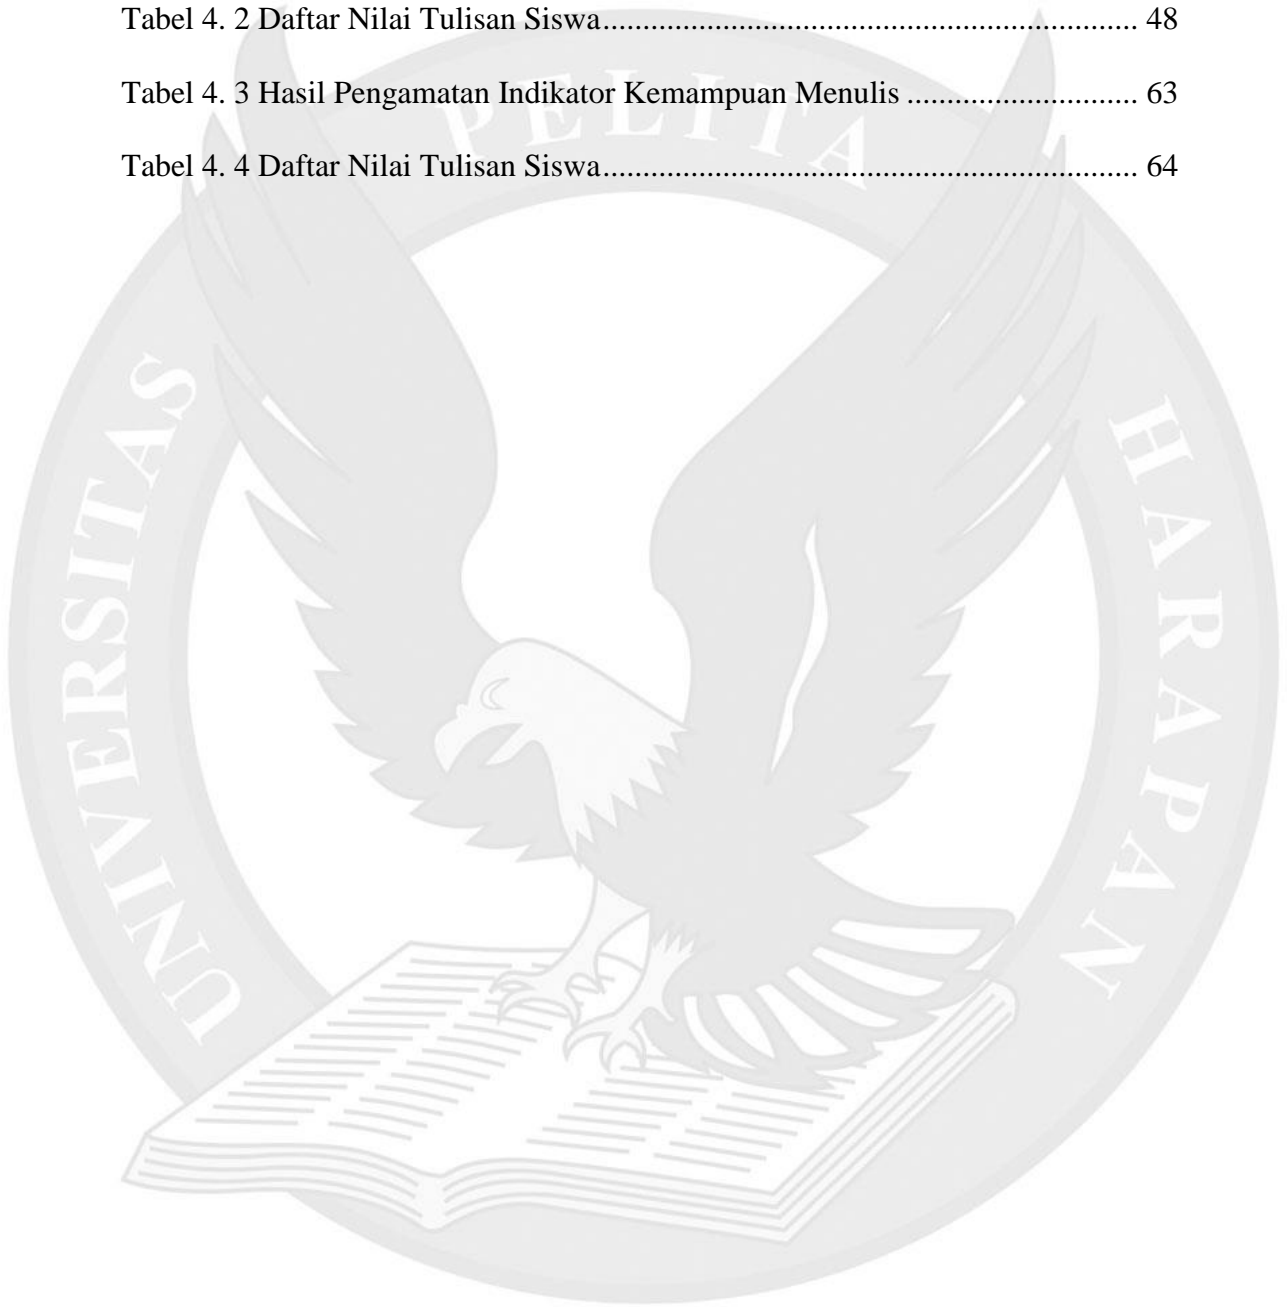 Tabel 4. 2 Daftar Nilai Tulisan Siswa.................................................................... 48
Tabel 4. 3 Hasil Pengamatan Indikator Kemampuan Menulis ............................. 63
Tabel 4. 4 Daftar Nilai Tulisan Siswa.................................................................... 64
UNIVERSITAS PELITA HARAPAN